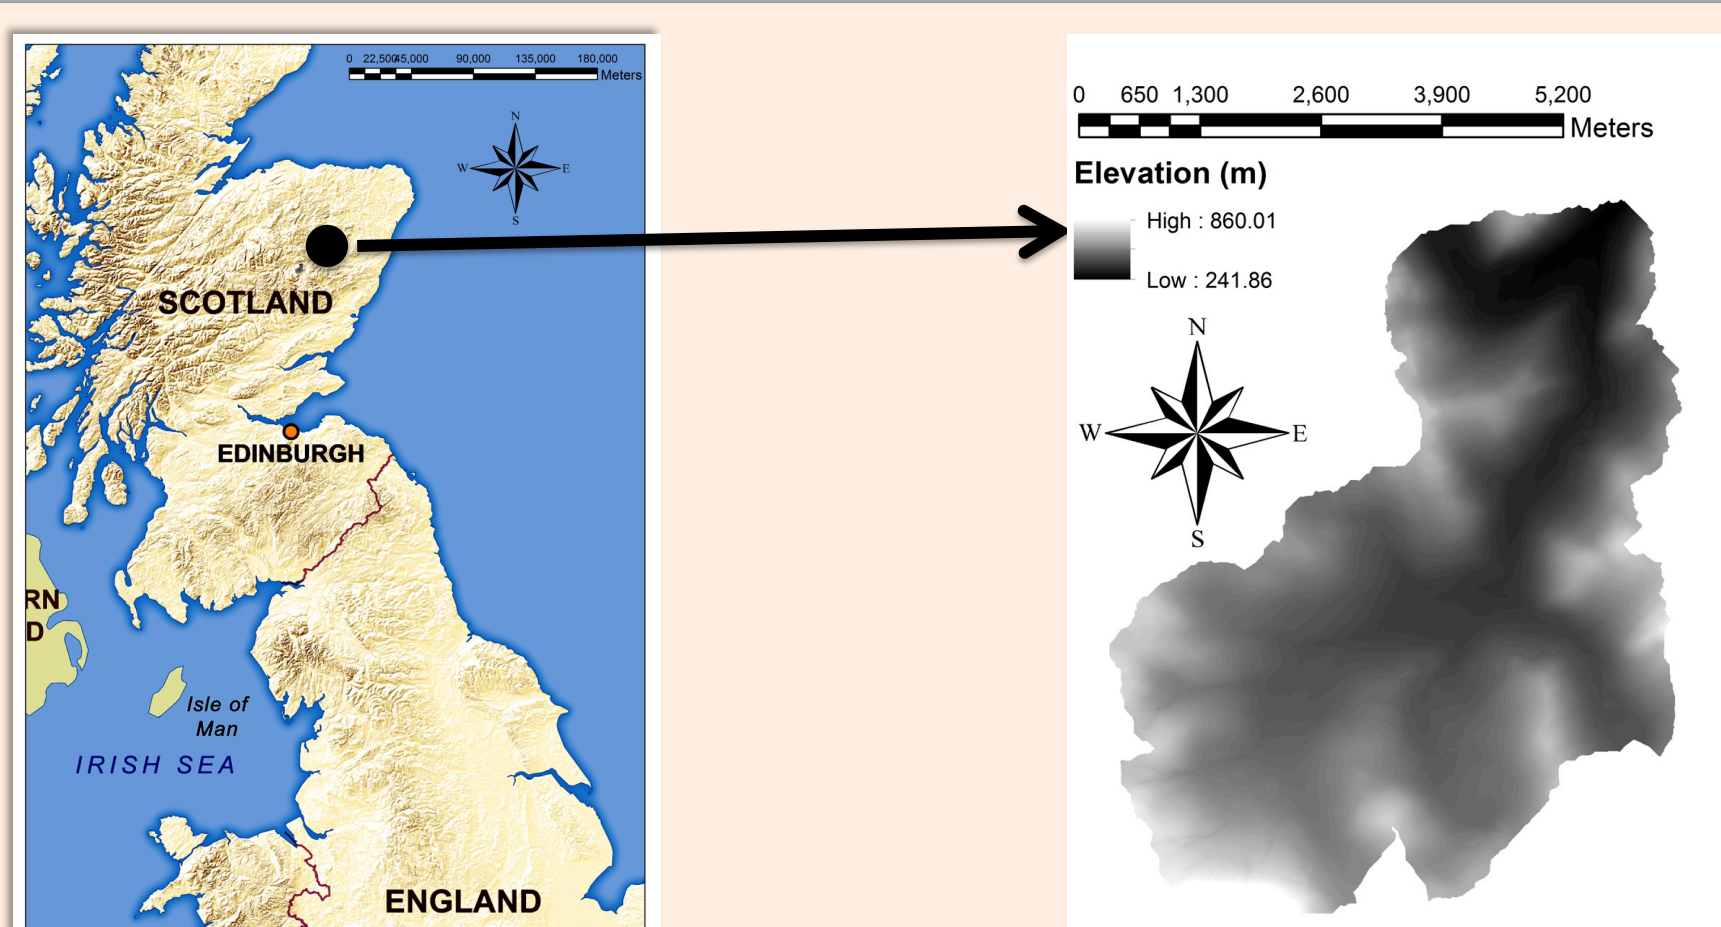 0 22,500 45,000 90,000 135,000 180,000
Meters
N
W E
S
SCOTLAND
EDINBURGH
RN
D
Isle of
Man
IRISH SEA
ENGLAND
0 650 1,300 2,600 3,900 5,200
Meters
Elevation (m)
High : 860.01
Low : 241.86
N
W E
S